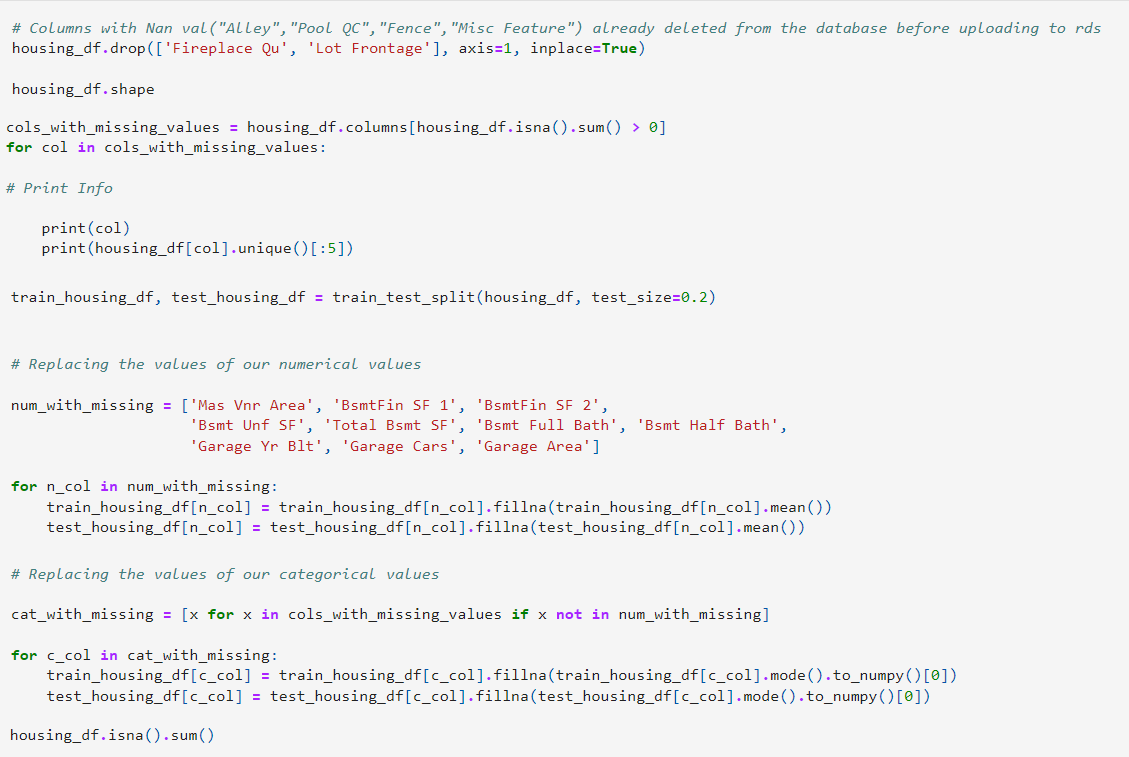 # Columns with Nan val("Alley","Pool QC","Fence","Misc Feature") already deleted from the database before uploading to rds
housing_df.drop(['Fireplace Qu', 'Lot Frontage'], axis=1, inplace=True)
housing_df.shape
cols_with_missing_values = housing_df.columns[housing_df.isna().sum() > 0]
for col in cols_with_missing_values:
# Print Info
    print(col)
    print(housing_df[col].unique()[:5])
train_housing_df, test_housing_df = train_test_split(housing_df, test_size=0.2)
# Replacing the values of our numerical values
num_with_missing = ['Mas Vnr Area', 'BsmtFin SF 1', 'BsmtFin SF 2',
                    'Bsmt Unf SF', 'Total Bsmt SF', 'Bsmt Full Bath', 'Bsmt Half Bath',
                    'Garage Yr Blt', 'Garage Cars', 'Garage Area']
for n_col in num_with_missing:
    train_housing_df[n_col] = train_housing_df[n_col].fillna(train_housing_df[n_col].mean())
    test_housing_df[n_col] = test_housing_df[n_col].fillna(test_housing_df[n_col].mean())
# Replacing the values of our categorical values
cat_with_missing = [x for x in cols_with_missing_values if x not in num_with_missing]
for c_col in cat_with_missing:
    train_housing_df[c_col] = train_housing_df[c_col].fillna(train_housing_df[c_col].mode().to_numpy()[0])
    test_housing_df[c_col] = test_housing_df[c_col].fillna(test_housing_df[c_col].mode().to_numpy()[0])
housing_df.isna().sum()